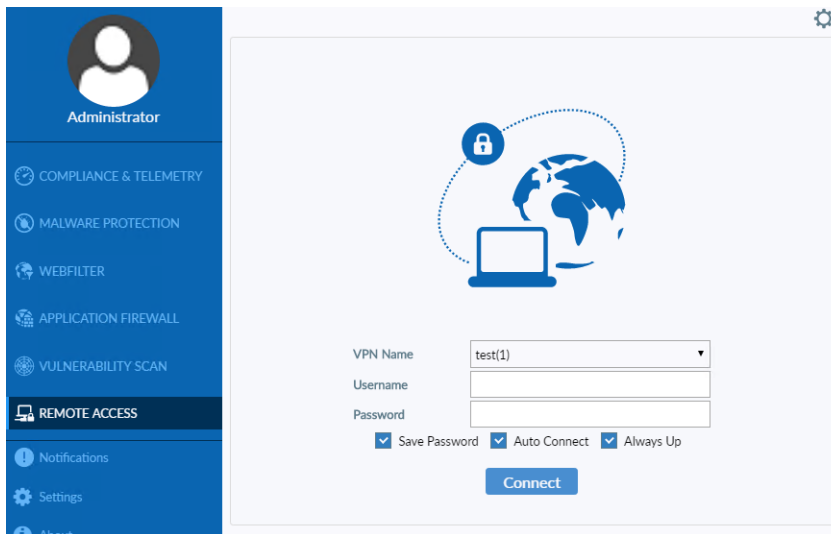 Administrator
COMPLIANCE & TELEMETRY
MALWARE PROTECTION
WEBFILTER
APPLICATION FIREWALL
VULNERABILITY SCAN
REMOTE ACCESS
Notifications
Settings
About
VPN Name test(1)
Username
Password
Save Password Auto Connect Always Up
Connect